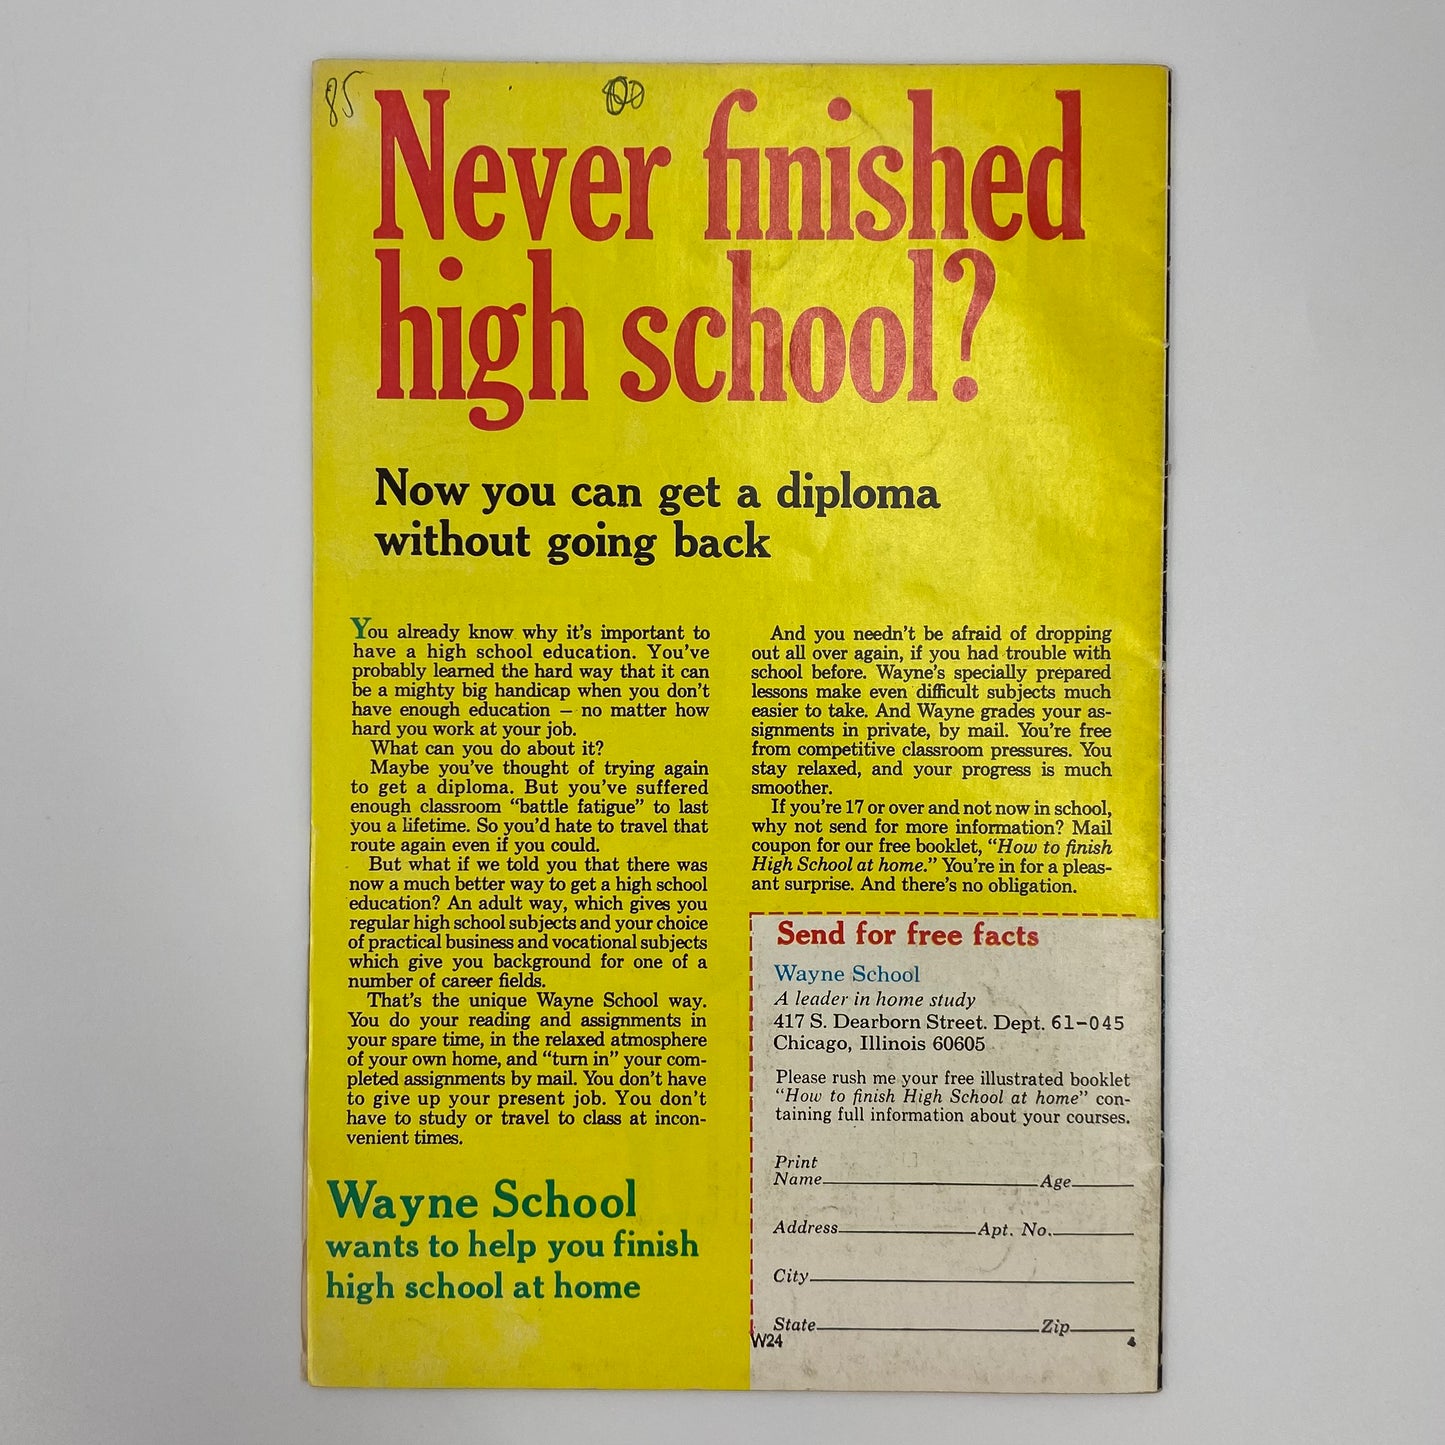 85
Never finished
high school?
Now you can get a diploma
without going back
You already know why it's important to
have a high school education. You've
probably learned the hard way that it can
be a mighty big handicap when you don't
have enough education – no matter how
hard you work at your job.
What can you do about it?
Maybe you've thought of trying again
to get a diploma. But you've suffered
enough classroom “battle fatigue” to last
you a lifetime. So you'd hate to travel that
route again even if you could.
But what if we told you that there was
now a much better way to get a high school
education? An adult way, which gives you
regular high school subjects and your choice
of practical business and vocational subjects
which give you background for one of a
number of career fields.
That's the unique Wayne School way.
You do your reading and assignments in
your spare time, in the relaxed atmosphere
of your own home, and “turn in” your com-
pleted assignments by mail. You don't have
to give up your present job. You don't
have to study or travel to class at incon-
venient times.
Wayne School
wants to help you finish
high school at home
And you needn't be afraid of dropping
out all over again, if you had trouble with
school before. Wayne's specially prepared
lessons make even difficult subjects much
easier to take. And Wayne grades your as-
signments in private, by mail. You're free
from competitive classroom pressures. You
stay relaxed, and your progress is much
smoother.
If you're 17 or over and not now in school,
why not send for more information? Mail
coupon for our free booklet, “How to finish
High School at home.” You're in for a pleas-
ant surprise. And there's no obligation.
Send for free facts
Wayne School
A leader in home study
417 S. Dearborn Street. Dept. 61-045
Chicago, Illinois 60605
Please rush me your free illustrated booklet
“How to finish High School at home” con-
taining full information about your courses.
Print
Name Age
Address Apt. No.
City
State Zip
W24